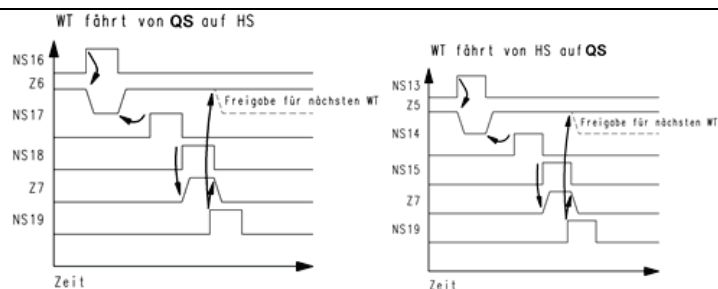 WT fährt von QS auf HS
NS16
Z6
NS17
Freigabe für nächsten WT
NS18
Z7
NS19
Zeit
WT fährt von HS auf QS
NS13
Z5
NS14
Freigabe für nächsten WT
NS15
Z7
NS19
Zeit